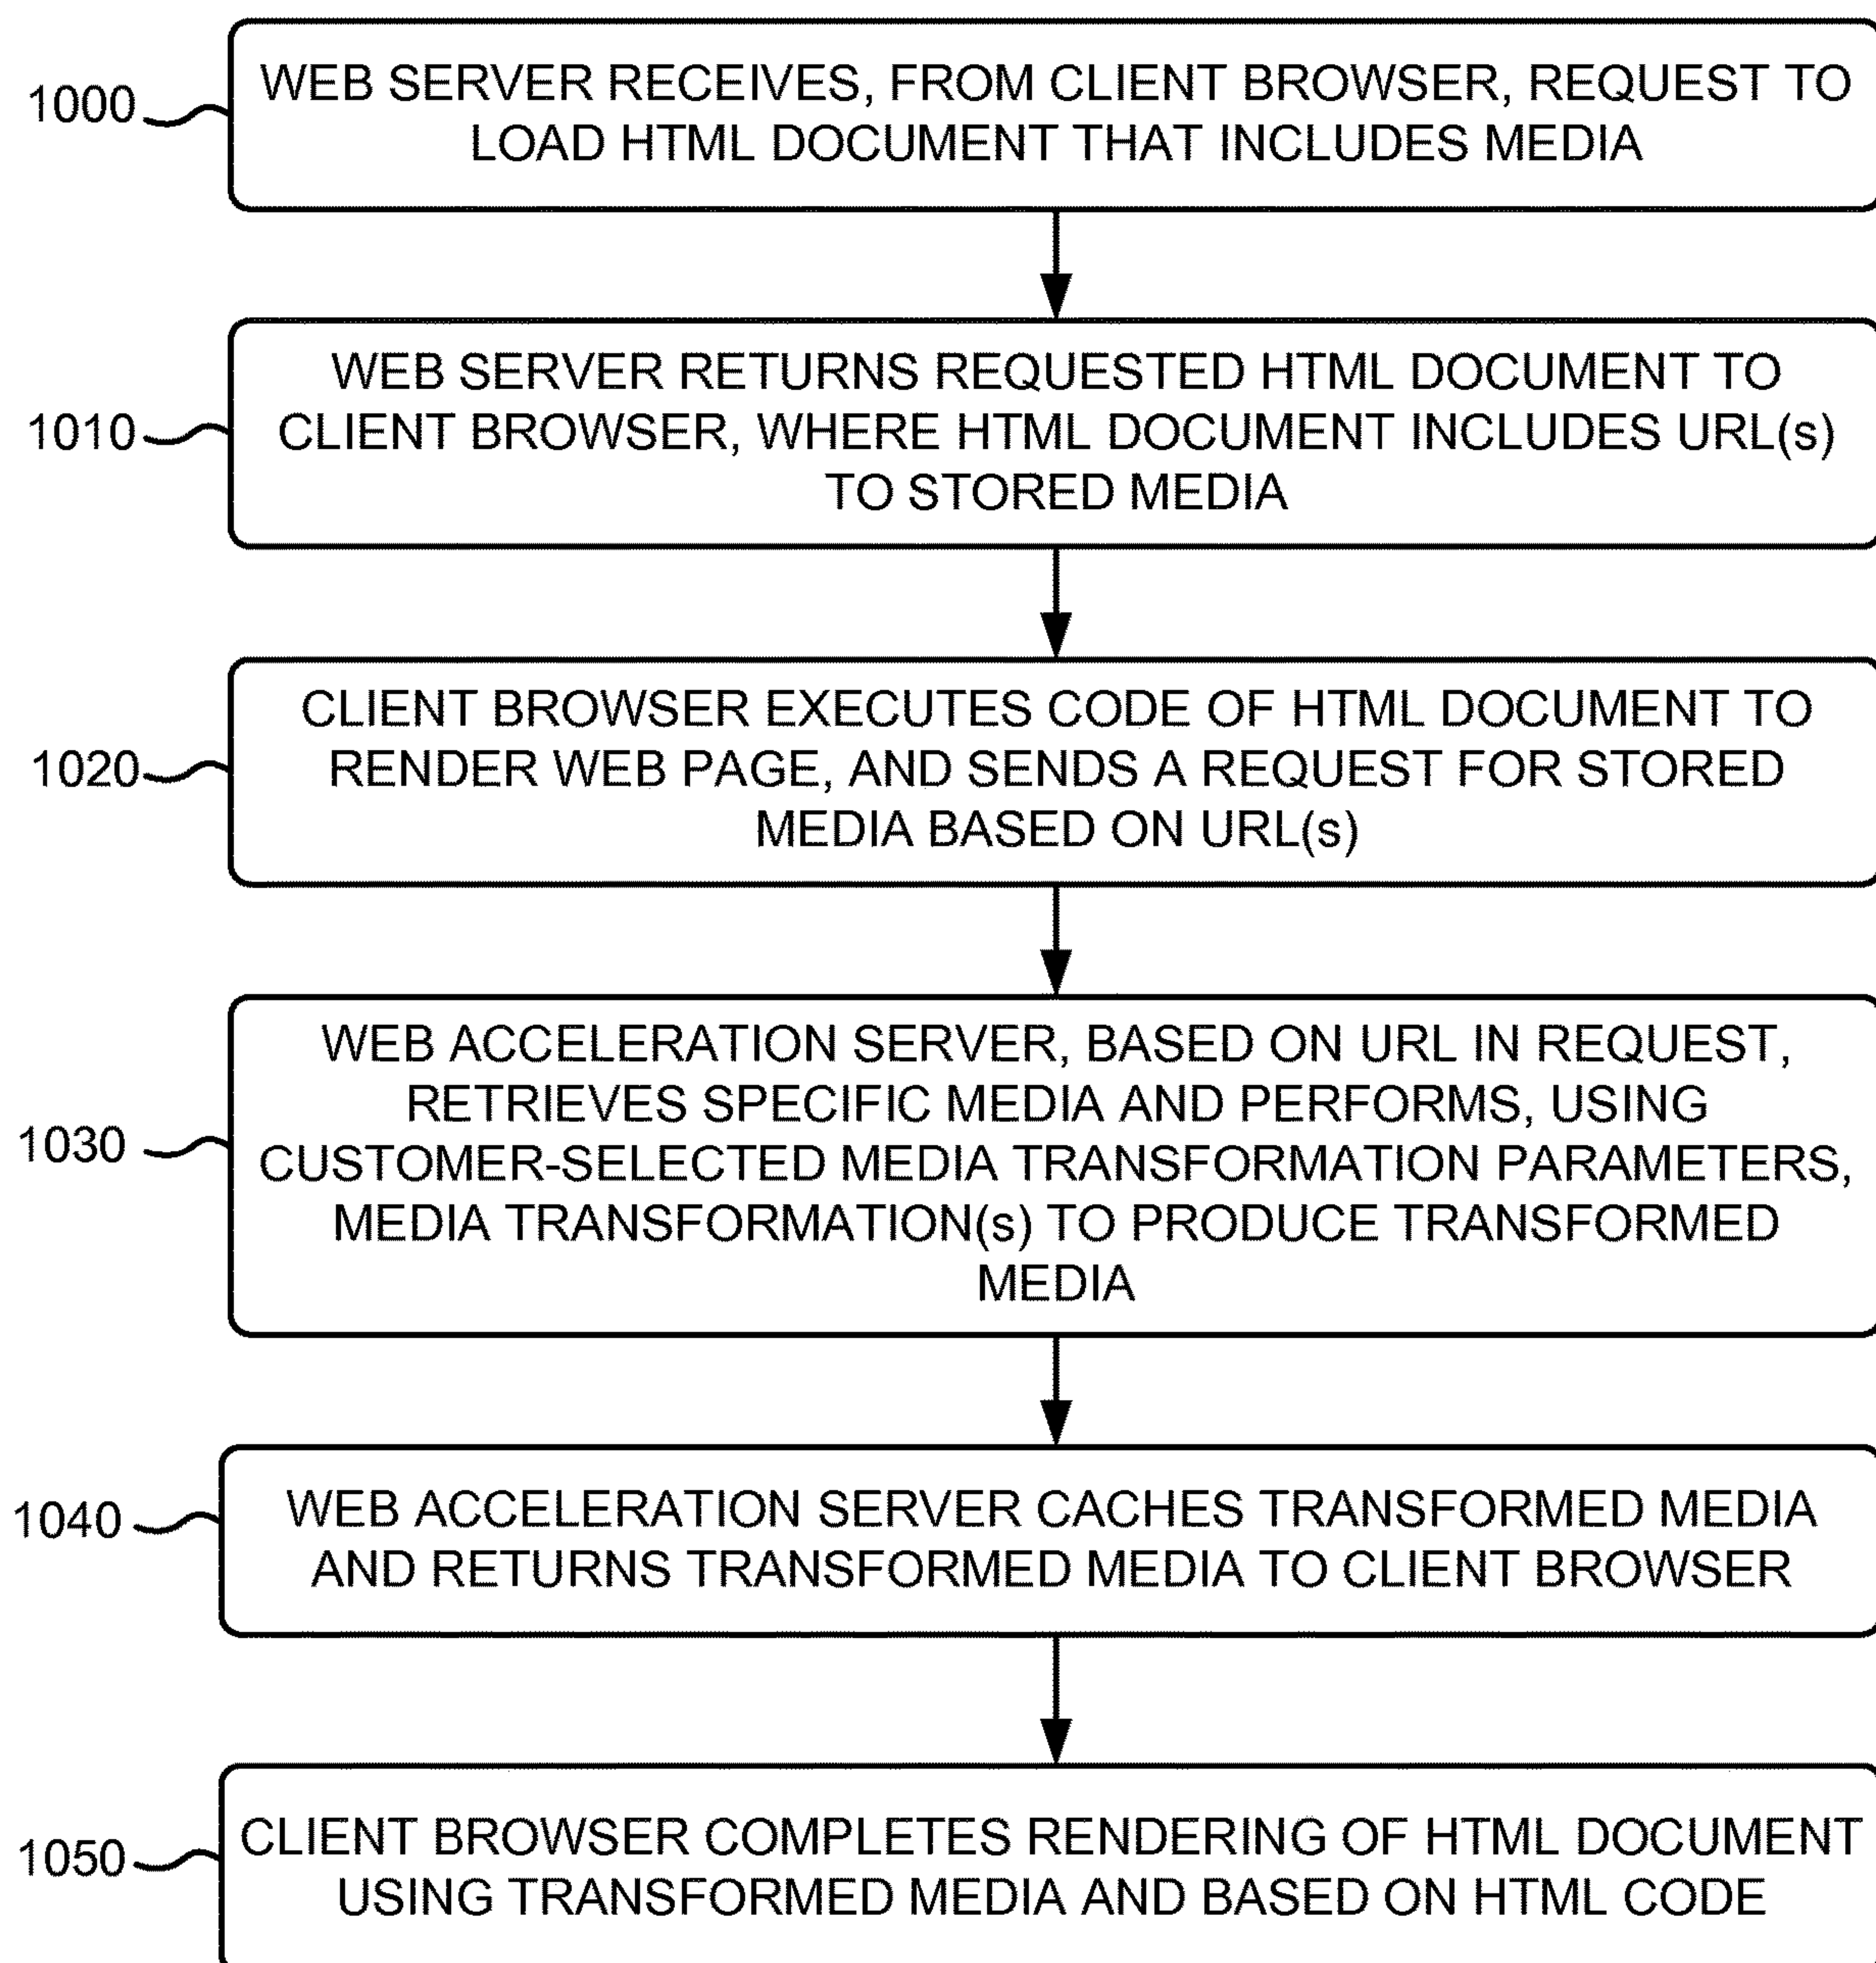 1000
WEB SERVER RECEIVES, FROM CLIENT BROWSER, REQUEST TO
LOAD HTML DOCUMENT THAT INCLUDES MEDIA
1010
WEB SERVER RETURNS REQUESTED HTML DOCUMENT TO
CLIENT BROWSER, WHERE HTML DOCUMENT INCLUDES URL(s)
TO STORED MEDIA
1020
CLIENT BROWSER EXECUTES CODE OF HTML DOCUMENT TO
RENDER WEB PAGE, AND SENDS A REQUEST FOR STORED
MEDIA BASED ON URL(s)
1030
WEB ACCELERATION SERVER, BASED ON URL IN REQUEST,
RETRIEVES SPECIFIC MEDIA AND PERFORMS, USING
CUSTOMER-SELECTED MEDIA TRANSFORMATION PARAMETERS,
MEDIA TRANSFORMATION(s) TO PRODUCE TRANSFORMED
MEDIA
1040
WEB ACCELERATION SERVER CACHES TRANSFORMED MEDIA
AND RETURNS TRANSFORMED MEDIA TO CLIENT BROWSER
1050
CLIENT BROWSER COMPLETES RENDERING OF HTML DOCUMENT
USING TRANSFORMED MEDIA AND BASED ON HTML CODE